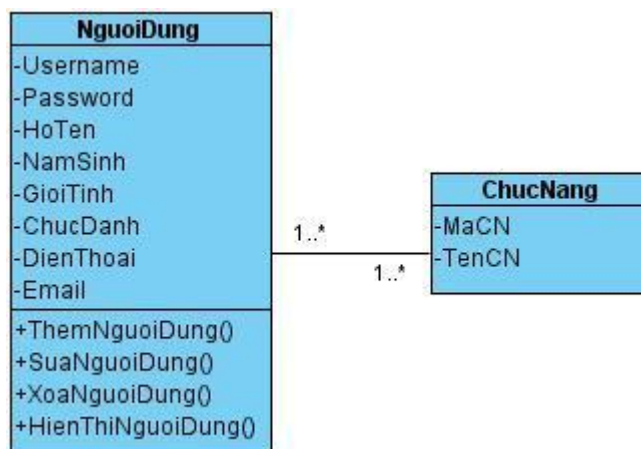 NguoiDung
-Username
-Password
-HoTen
-NamSinh
-GioiTinh
-ChucDanh
-DienThoai
-Email
+ThemNguoiDung()
+SuaNguoiDung()
+XoaNguoiDung()
+HienThiNguoiDung()
1..*
1..*
ChucNang
-MaCN
-TenCN